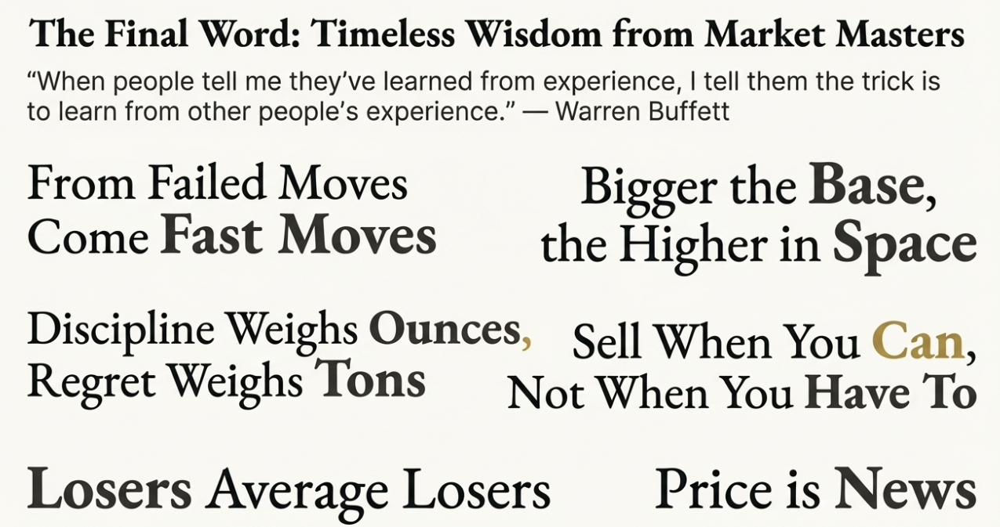 The Final Word: Timeless Wisdom from Market Masters
“When people tell me they’ve learned from experience, I tell them the trick is
to learn from other people’s experience.” — Warren Buffett
From Failed Moves
Come Fast Moves
Bigger the Base,
the Higher in Space
Discipline Weighs Ounces,
Regret Weighs Tons
Sell When You Can,
Not When You Have To
Losers Average Losers
Price is News